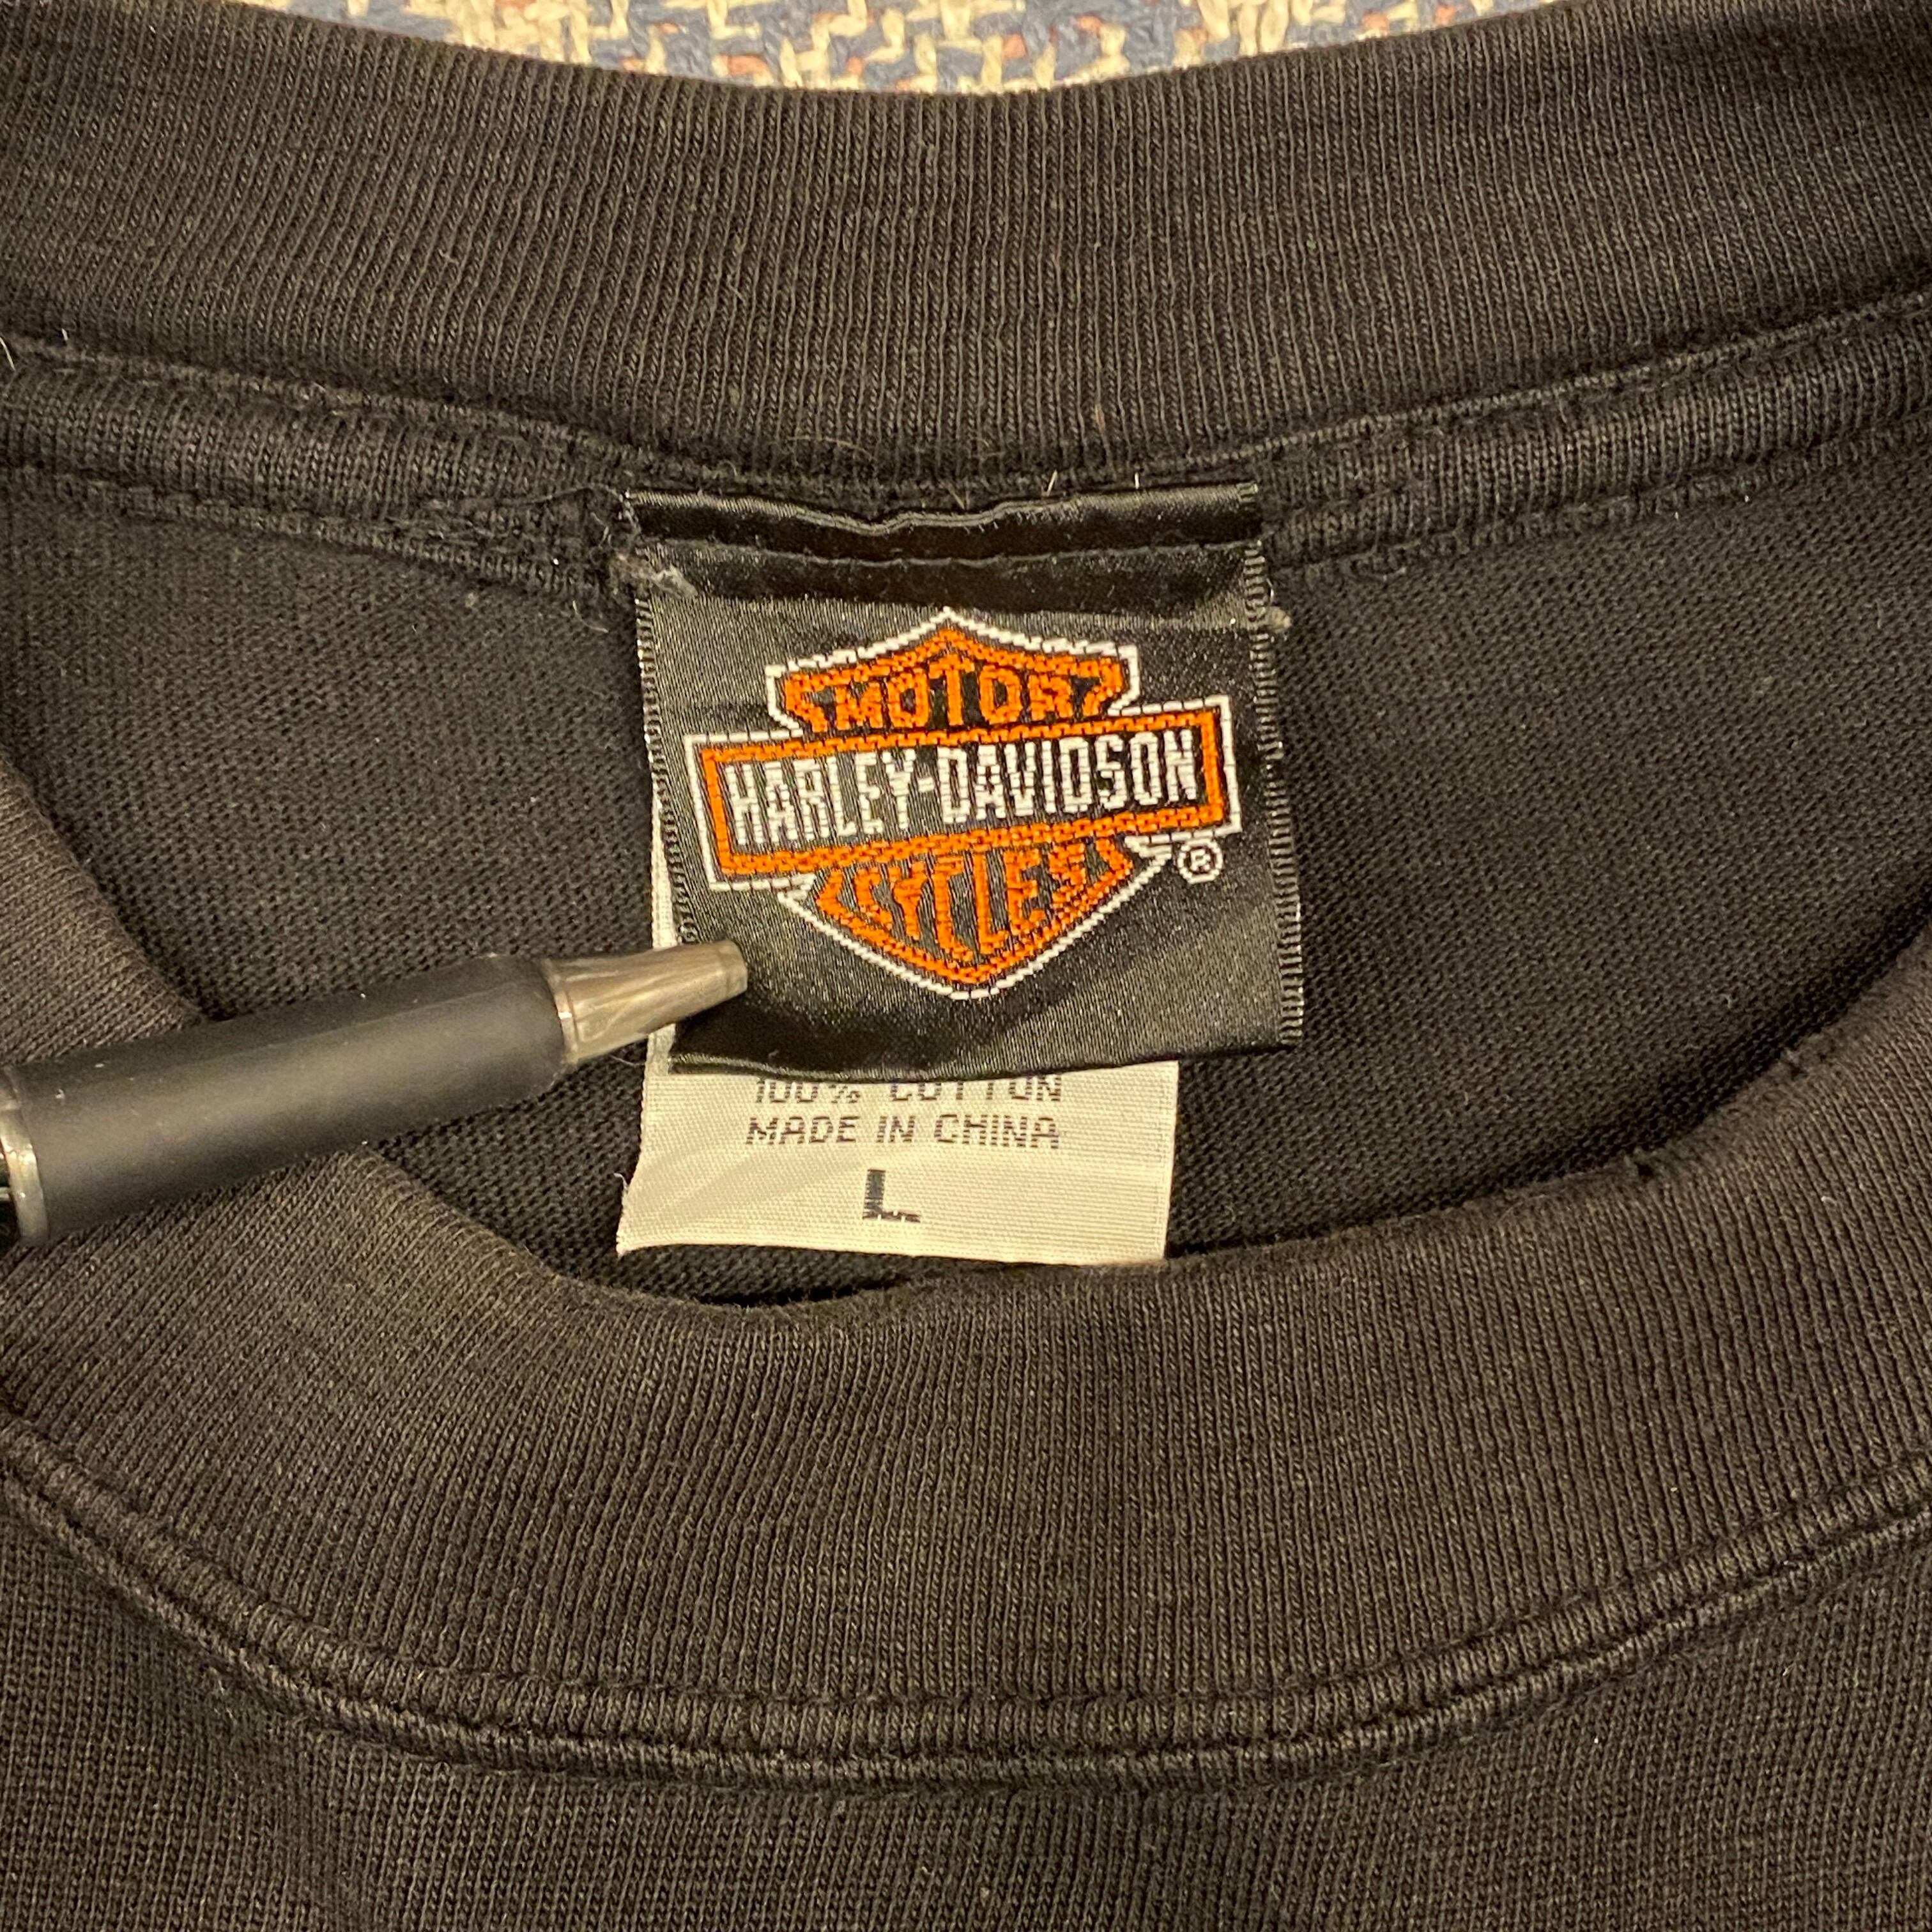 MOTOR
HARLEY-DAVIDSON
CYCLES
®
100% COTTON
MADE IN CHINA
L